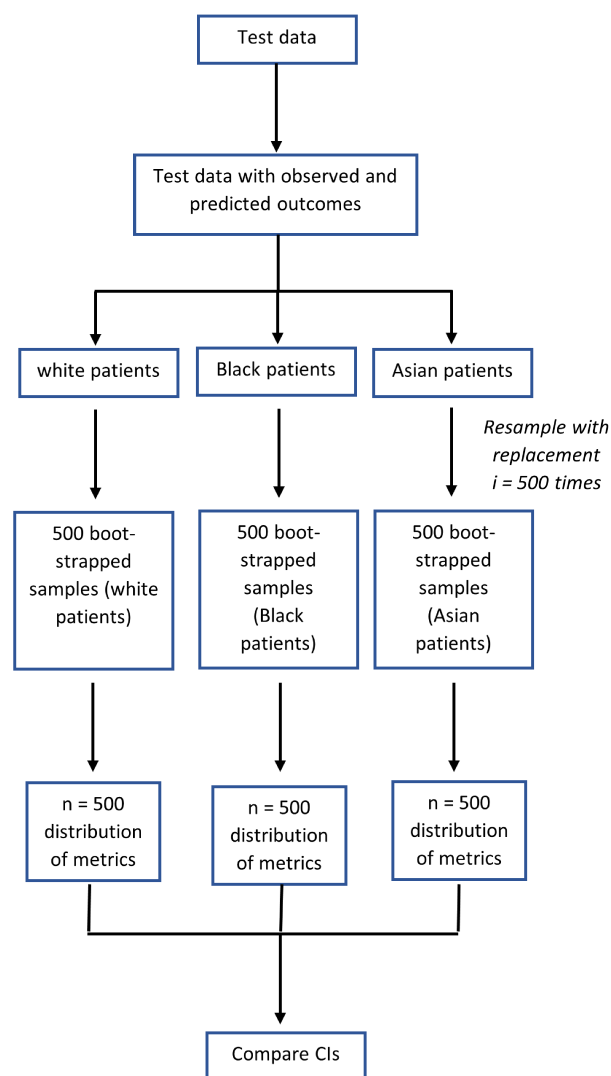 Test data
Test data with observed and
predicted outcomes
white patients
Black patients
Asian patients
Resample with
replacement
i = 500 times
500 boot-
strapped
samples (white
patients)
500 boot-
strapped
samples
(Black
patients)
500 boot-
strapped
samples
(Asian
patients)
n = 500
distribution
of metrics
n = 500
distribution
of metrics
n = 500
distribution
of metrics
Compare CIs